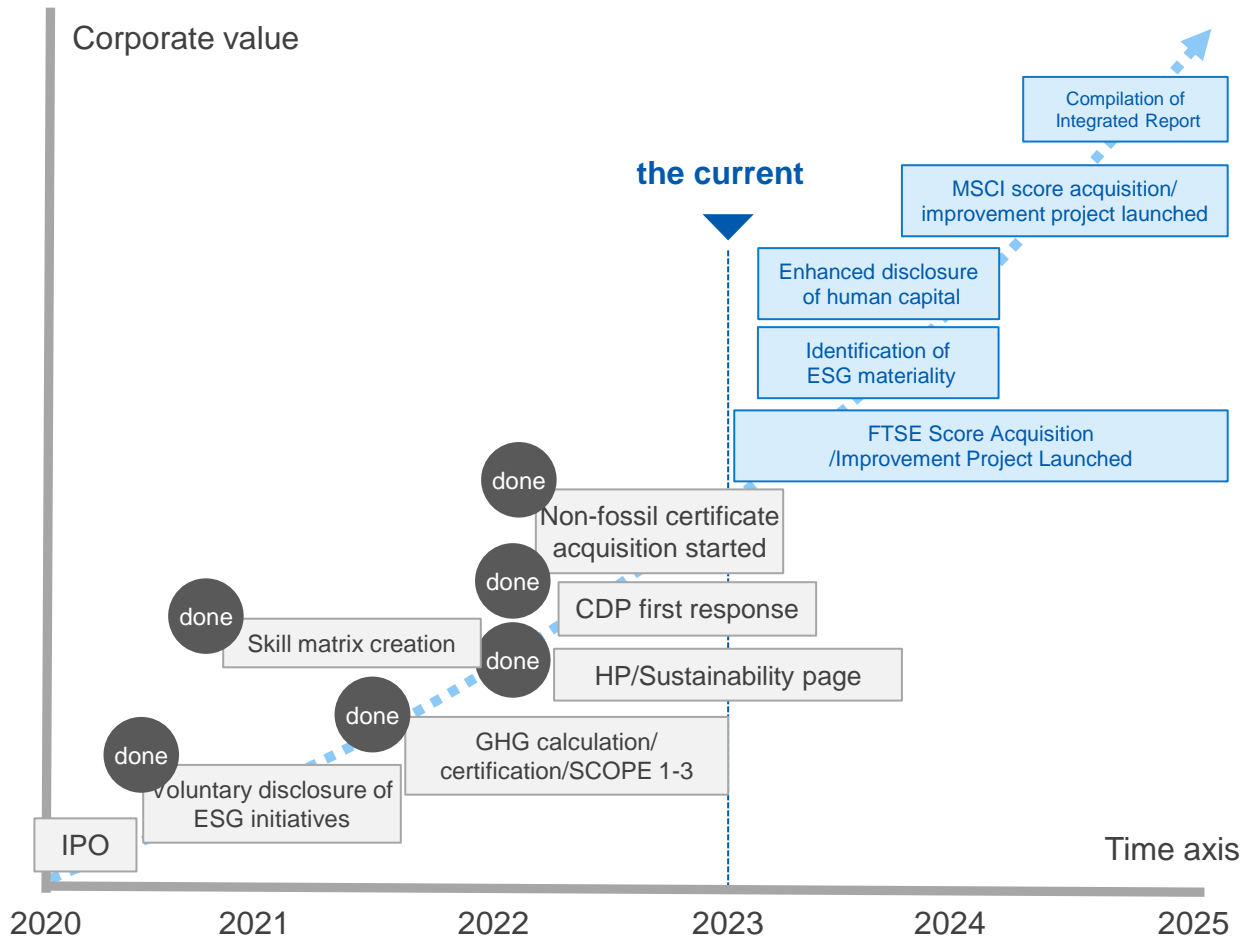 Corporate value
Compilation of
Integrated Report
the current
MSCI score acquisition/
improvement project launched
Enhanced disclosure
of human capital
Identification of
ESG materiality
FTSE Score Acquisition
/Improvement Project Launched
done
Non-fossil certificate
acquisition started
done
CDP first response
done
Skill matrix creation
done
HP/Sustainability page
done
GHG calculation/
certification/SCOPE 1-3
done
Voluntary disclosure of
ESG initiatives
IPO
Time axis
2020
2021
2022
2023
2024
2025